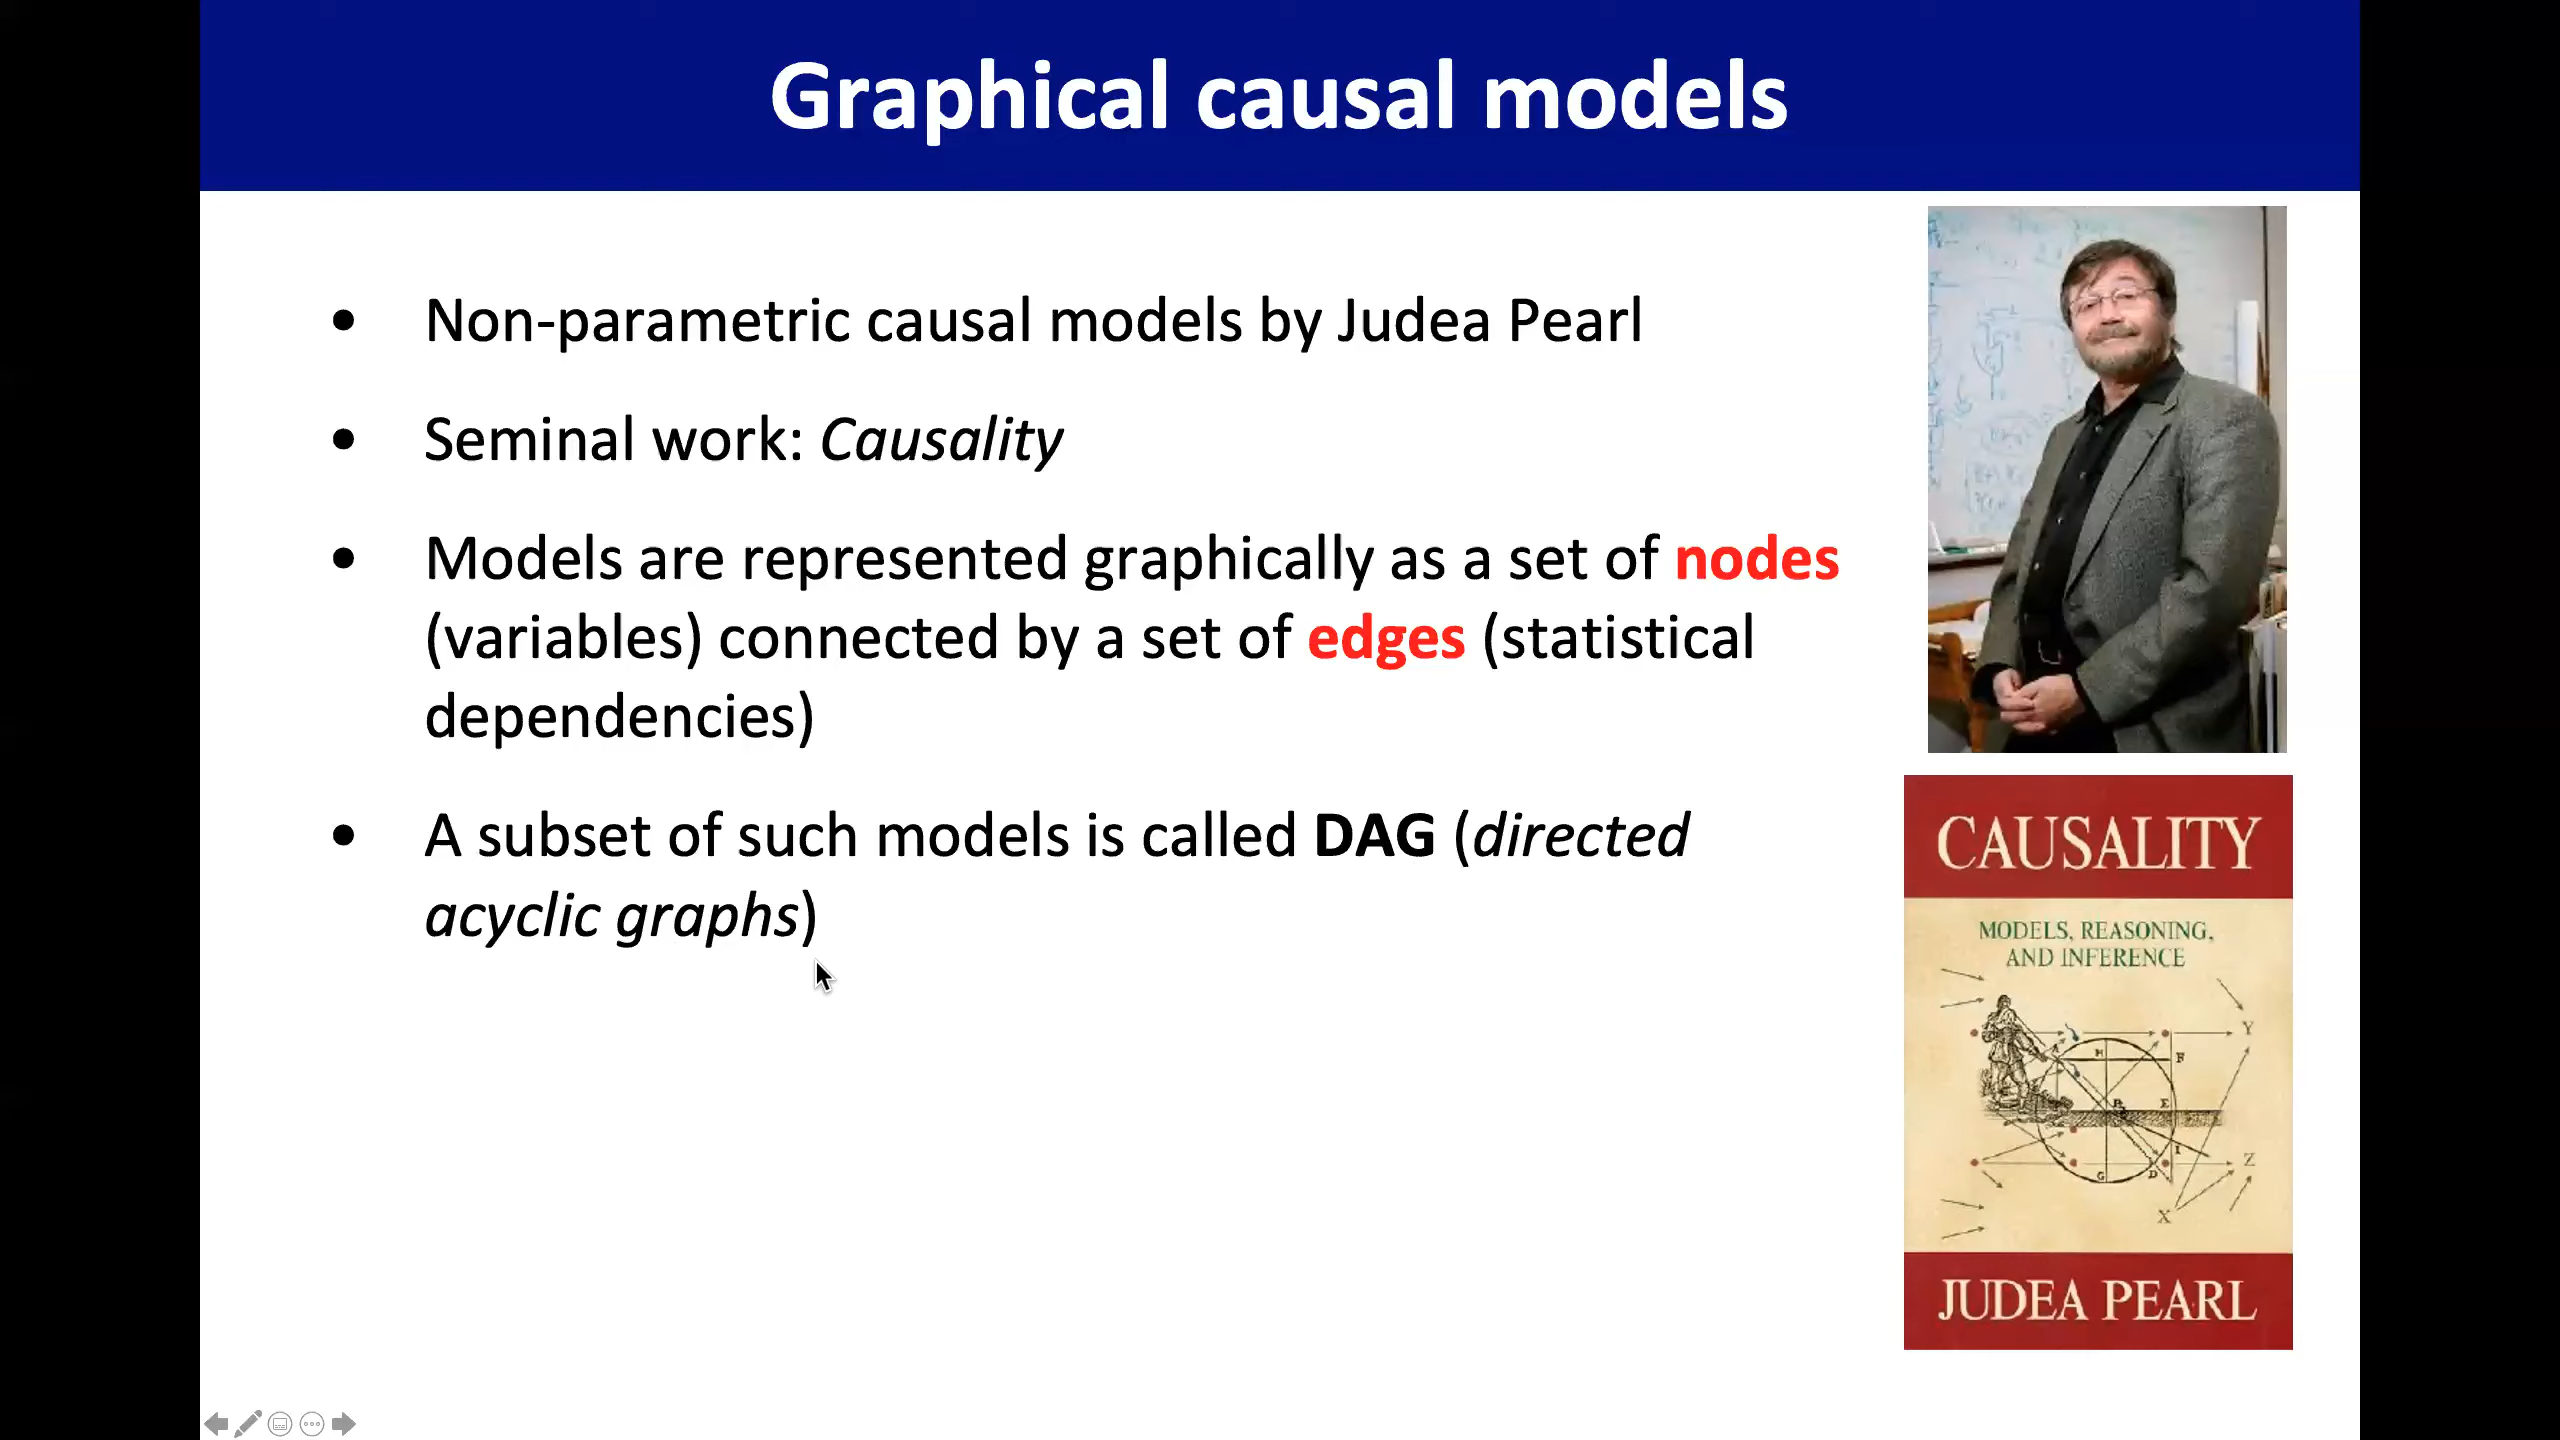 Graphical causal models
• Non-parametric causal models by Judea Pearl
• Seminal work: Causality
• Models are represented graphically as a set of nodes
(variables) connected by a set of edges (statistical
dependencies)
• A subset of such models is called DAG (directed
acyclic graphs)
CAUSALITY
MODELS, REASONING,
AND INFERENCE
Y
A
H
F
E
I
Z
G
D
X
JUDEA PEARL